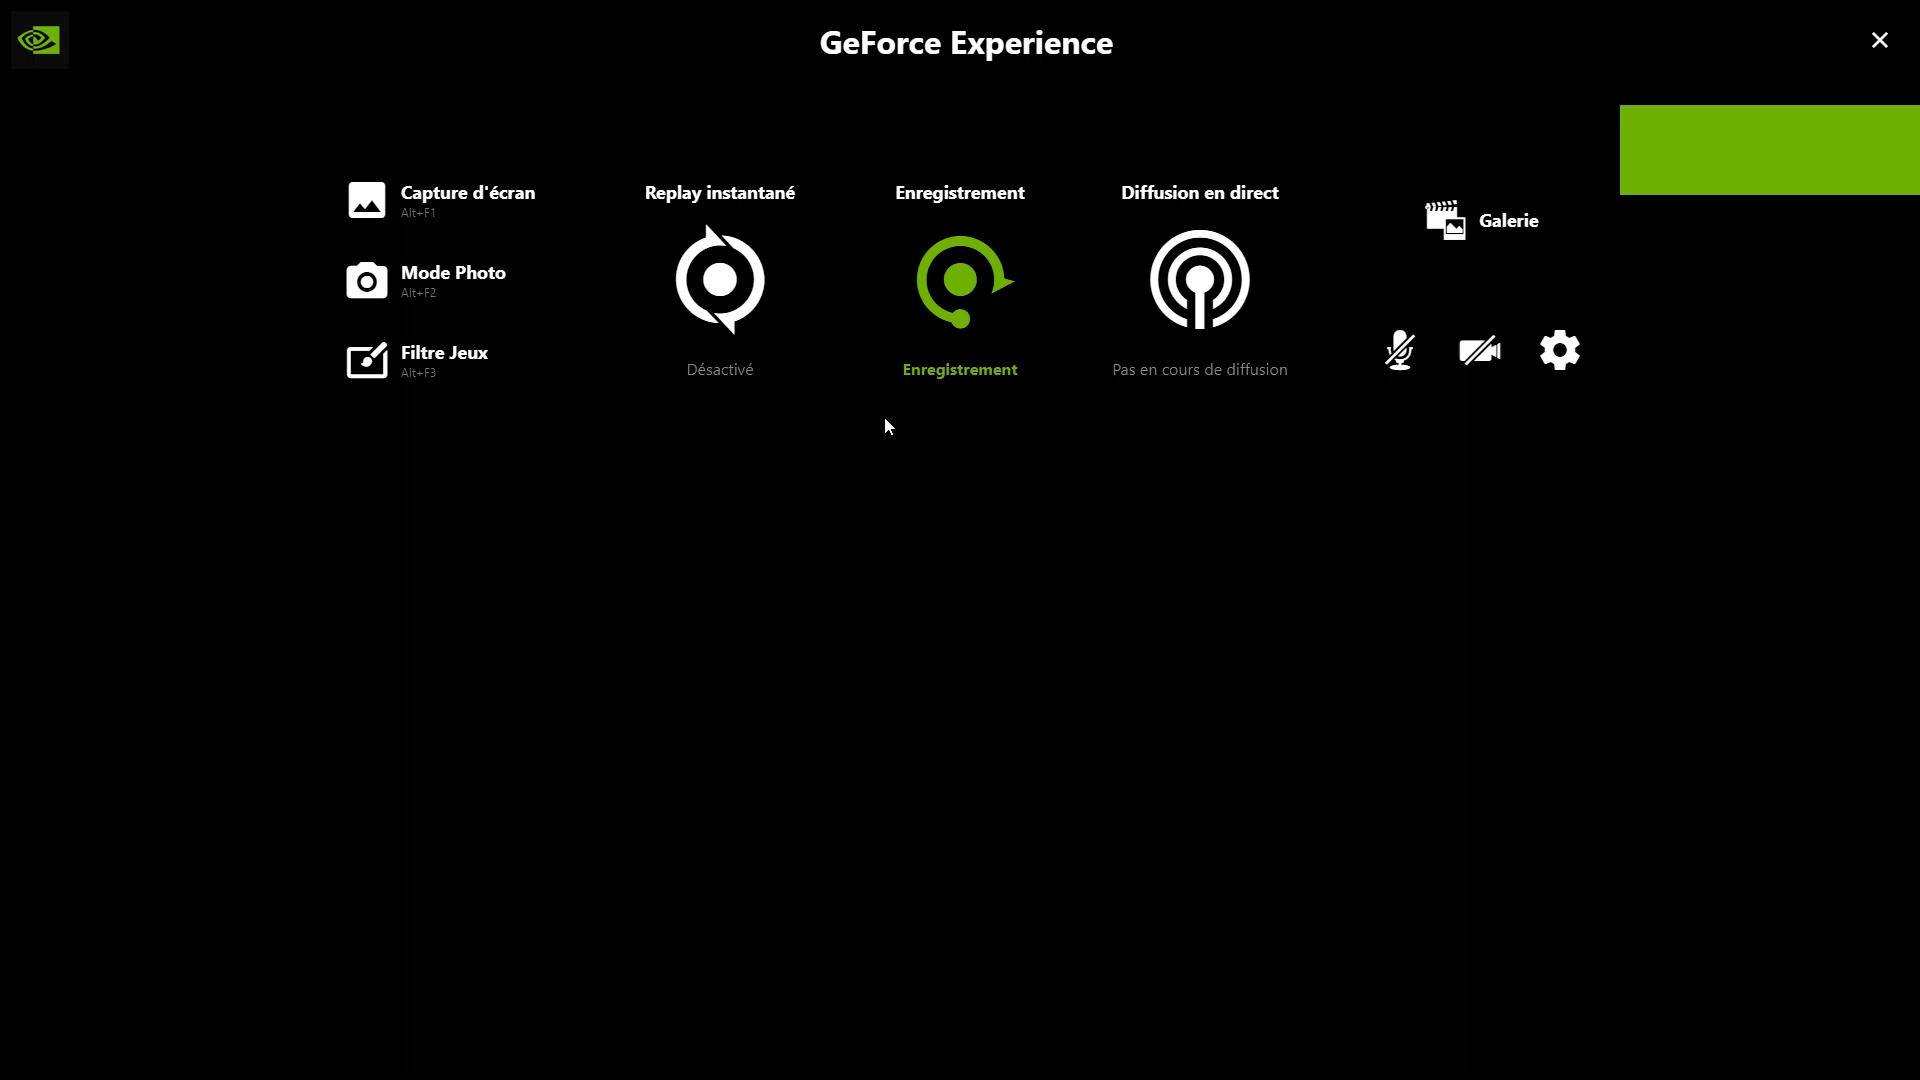 GeForce Experience
Capture d'écran
Alt+F1
Mode Photo
Alt+F2
Filtre Jeux
Alt+F3
Replay instantané
Désactivé
Enregistrement
Enregistrement
Diffusion en direct
Pas en cours de diffusion
Galerie